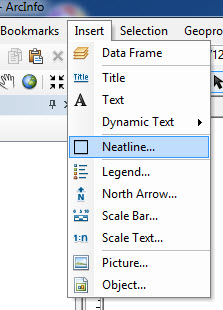 - ArcInfo
Bookmarks Insert Selection Geopro
Data Frame
Title Title
A Text
Dynamic Text
Neatline...
Legend...
N North Arrow...
Scale Bar...
1:n Scale Text...
Picture...
Object...